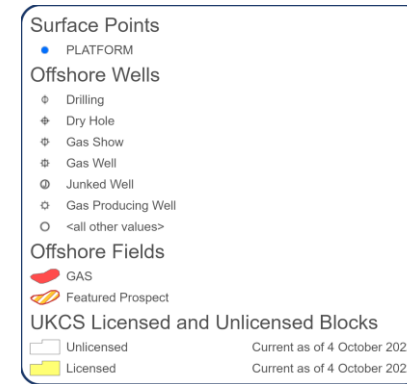 Surface Points
PLATFORM
Offshore Wells
Drilling
Dry Hole
Gas Show
Gas Well
Junked Well
Gas Producing Well
<all other values>
Offshore Fields
GAS
Featured Prospect
UKCS Licensed and Unlicensed Blocks
Unlicensed Current as of 4 October 202
Licensed Current as of 4 October 202